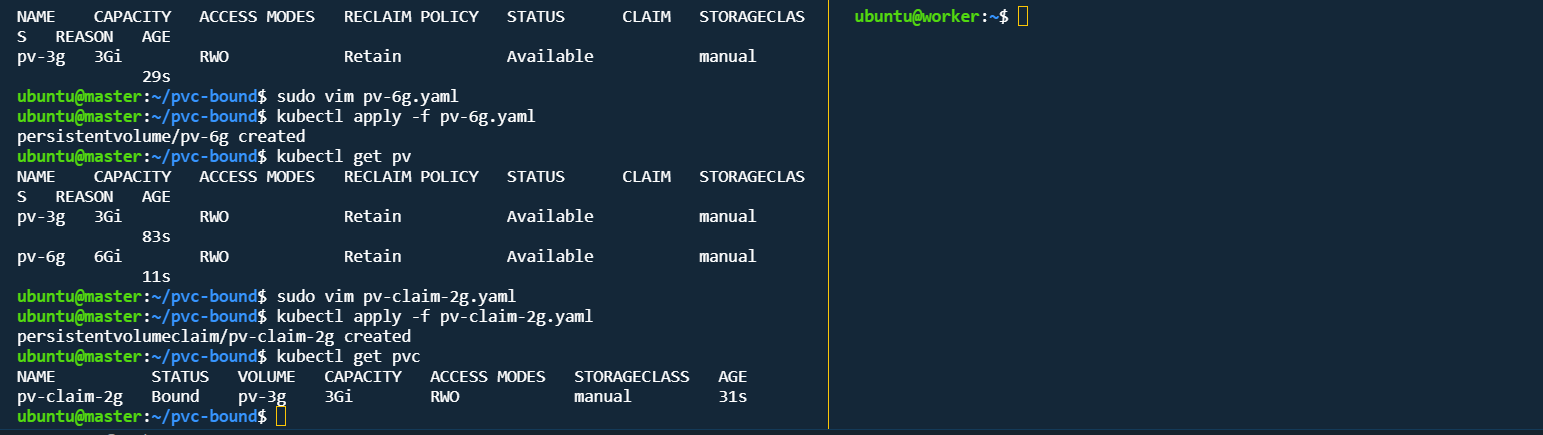 NAME    CAPACITY   ACCESS MODES   RECLAIM POLICY   STATUS      CLAIM   STORAGECLAS
S   REASON   AGE
pv-3g   3Gi        RWO            Retain           Available           manual
             29s
ubuntu@master:~/pvc-bound$ sudo vim pv-6g.yaml
ubuntu@master:~/pvc-bound$ kubectl apply -f pv-6g.yaml
persistentvolume/pv-6g created
ubuntu@master:~/pvc-bound$ kubectl get pv
NAME    CAPACITY   ACCESS MODES   RECLAIM POLICY   STATUS      CLAIM   STORAGECLAS
S   REASON   AGE
pv-3g   3Gi        RWO            Retain           Available           manual
             83s
pv-6g   6Gi        RWO            Retain           Available           manual
             11s
ubuntu@master:~/pvc-bound$ sudo vim pv-claim-2g.yaml
ubuntu@master:~/pvc-bound$ kubectl apply -f pv-claim-2g.yaml
persistentvolumeclaim/pv-claim-2g created
ubuntu@master:~/pvc-bound$ kubectl get pvc
NAME          STATUS   VOLUME   CAPACITY   ACCESS MODES   STORAGECLASS   AGE
pv-claim-2g   Bound    pv-3g    3Gi        RWO            manual         31s
ubuntu@master:~/pvc-bound$
ubuntu@worker:~$